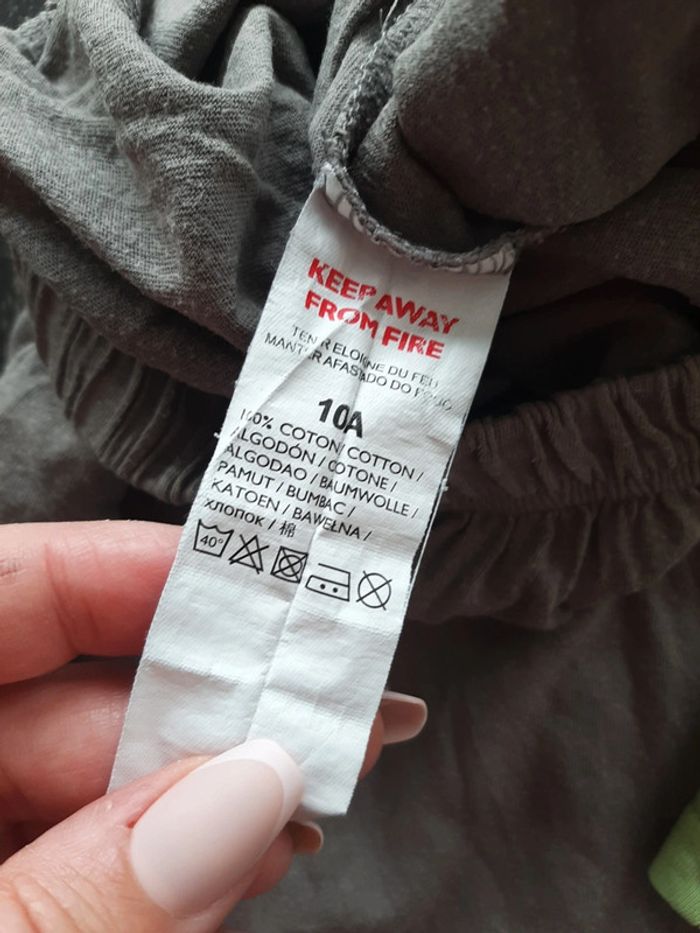 KEEP AWAY
FROM FIRE
TENIR ELOIGNE DU FEU
MANTER AFASTADO DO FOGO
10A
100% COTON / COTTON /
ALGODÓN / COTONE /
ALGODAO / BAUMWOLLE /
PAMUT / BUMBAC /
KATOEN / BAWEŁNA /
ХЛОПОК / 棉
40°